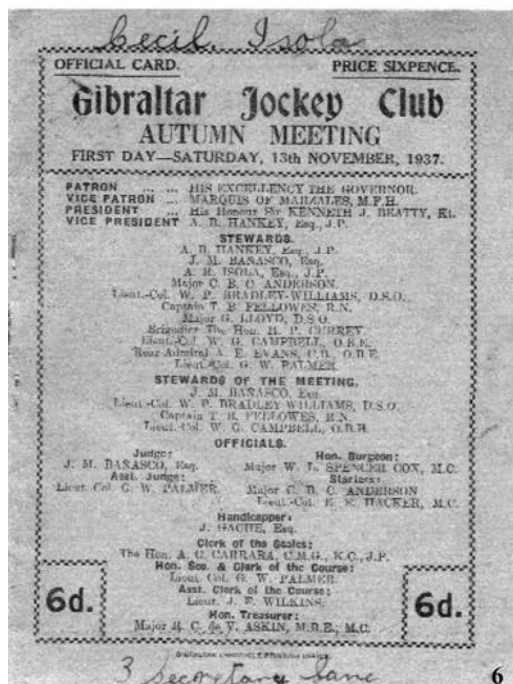 Cecil. Isola
OFFICIAL CARD. PRICE SIXPENCE.
Gibraltar Jockey Club
AUTUMN MEETING
FIRST DAY—SATURDAY, 13th NOVEMBER, 1937.
PATRON ... ... HIS EXCELLENCY THE GOVERNOR.
VICE PATRON ... MARQUIS OF MARZALES, M.F.H.
PRESIDENT ... His Honour Sir KENNETH J. BEATTY, Kt.
VICE PRESIDENT A. B. HANKEY, Esq., J.P.
STEWARDS.
A. B. HANKEY, Esq., J.P.
J. M. BANASCO, Esq.
A. R. ISOLA, Esq., J.P.
Major C. B. C. ANDERSON
Lieut.-Col. W. P. BRADLEY-WILLIAMS, D.S.O.
Captain T. B. FELLOWES, R.N.
Major G. LLOYD, D.S.O.
Brigadier The Hon. H. P. CURREY.
Lieut.-Col. W. G. CAMPBELL, O.B.E.
Rear-Admiral A. E. EVANS, C.B., O.B.E.
Lieut.-Col. G. W. PALMER.
STEWARDS OF THE MEETING.
J. M. BANASCO, Esq.
Lieut-Col. W. P. BRADLEY-WILLIAMS, D.S.O.
Captain T. B. FELLOWES, R.N.
Lieut.-Col. W. G. CAMPBELL, O.B.E.
OFFICIALS.
Judge: Hon. Surgeon:
J. M. BANASCO, Esq. Major W. L. SPENCER COX, M.C.
Asst. Judge: Starters:
Lieut.-Col. G. W. PALMER. Major C. B. C. ANDERSON
Lieut.-Col. E. S. HACKER, M.C.
Handicapper:
J. GACHE, Esq.
Clerk of the Scales:
The Hon. A. C. CARRARA, C.M.G., K.C., J.P.
Hon. Sec. & Clerk of the Course:
Lieut. Col. G. W. PALMER.
Asst. Clerk of the Course:
Lieut. J. F. WILKINS.
Hon. Treasurer:
Major H. C. de V. ASKIN, M.B.E., M.C.
6d. 6d.
3 Secretary Lane
6